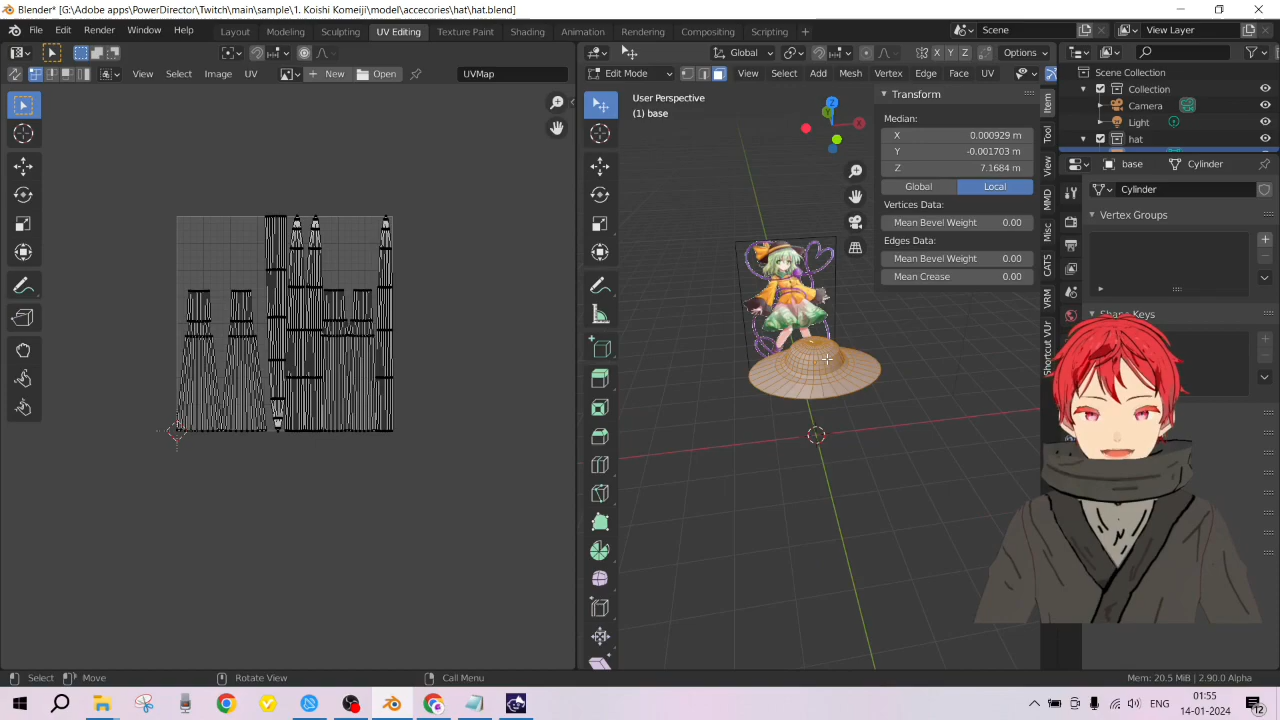 Blender* [G:\Adobe apps\PowerDirector\Twitch\main\sample\1. Koishi Komeiji\model\accecories\hat\hat.blend]
File Edit Render Window Help Layout Modeling Sculpting UV Editing Texture Paint Shading Animation Rendering Compositing Scripting + Scene View Layer
Global Options
View Select Image UV New Open UVMap Edit Mode View Select Add Mesh Vertex Edge Face UV X Y Z
User Perspective
(1) base
Transform
Median:
X 0.000929 m
Y -0.001703 m
Z 7.1684 m
Global Local
Vertices Data:
Mean Bevel Weight 0.00
Edges Data:
Mean Bevel Weight 0.00
Mean Crease 0.00
Item
Tool
View
MMD
Misc
CATS
VRM
Shortcut VUr
Scene Collection
Collection
Camera
Light
hat
base Cylinder
Cylinder
Vertex Groups
Shape Keys
Select Move Rotate View Call Menu Mem: 20.5 MiB | 2.90.0 Alpha
ENG 01:55
14-01-2024
12